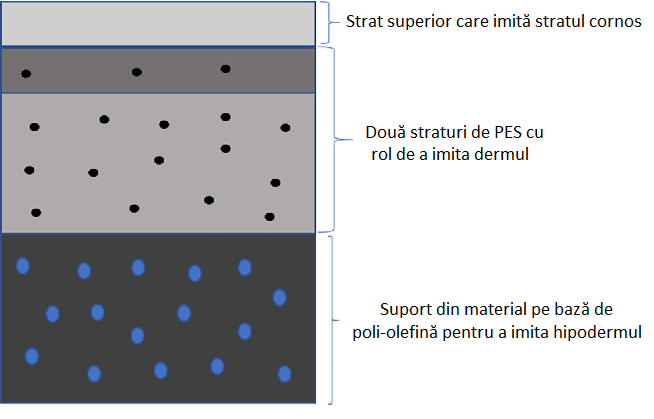 Strat superior care imită stratul cornos
Două straturi de PES cu
rol de a imita dermul
Suport din material pe bază de
poli-olefină pentru a imita hipodermul